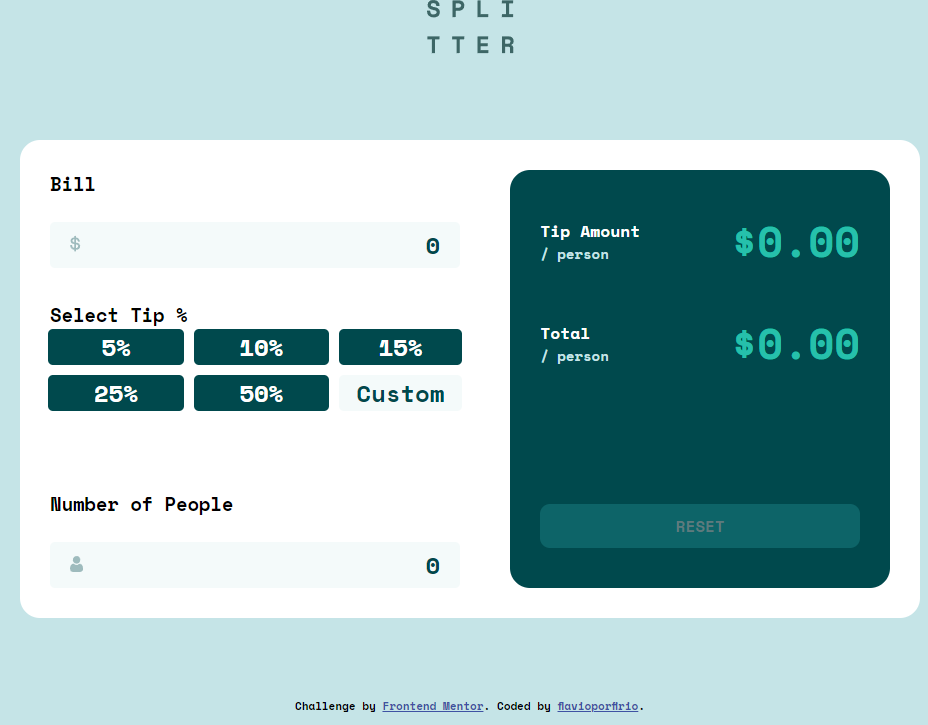 SPLI
TTER
Bill
$ 0
Select Tip %
5% 10% 15%
25% 50% Custom
Number of People
0
Tip Amount
/ person
$0.00
Total
/ person
$0.00
RESET
Challenge by Frontend Mentor. Coded by flavioporfirio.